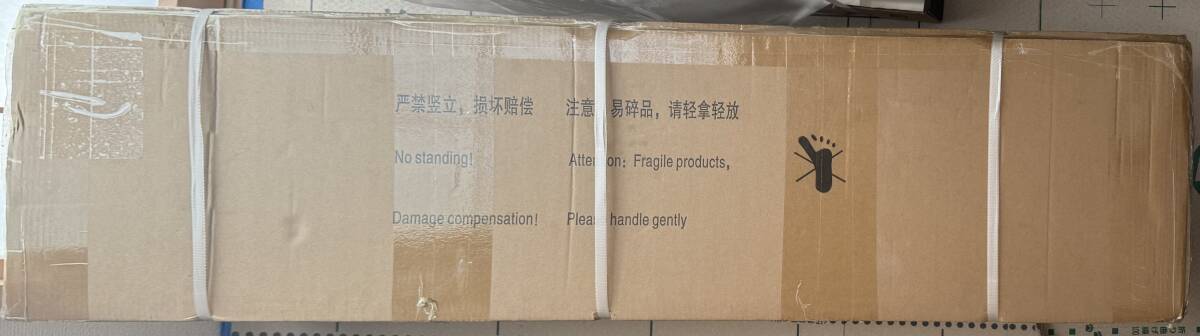 严禁竖立，损坏赔偿 注意 易碎品，请轻拿轻放
No standing! Attention: Fragile products,
Damage compensation! Please handle gently